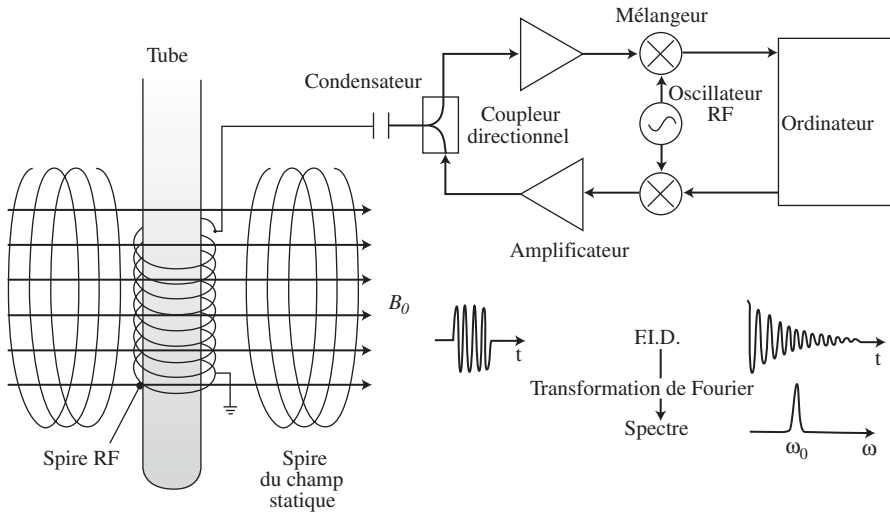 Mélangeur
Tube
Condensateur
Coupleur
directionnel
Oscillateur
RF
Ordinateur
Amplificateur
B0
t
F.I.D.
t
Transformation de Fourier
Spectre
ω0
ω
Spire RF
Spire
du champ
statique